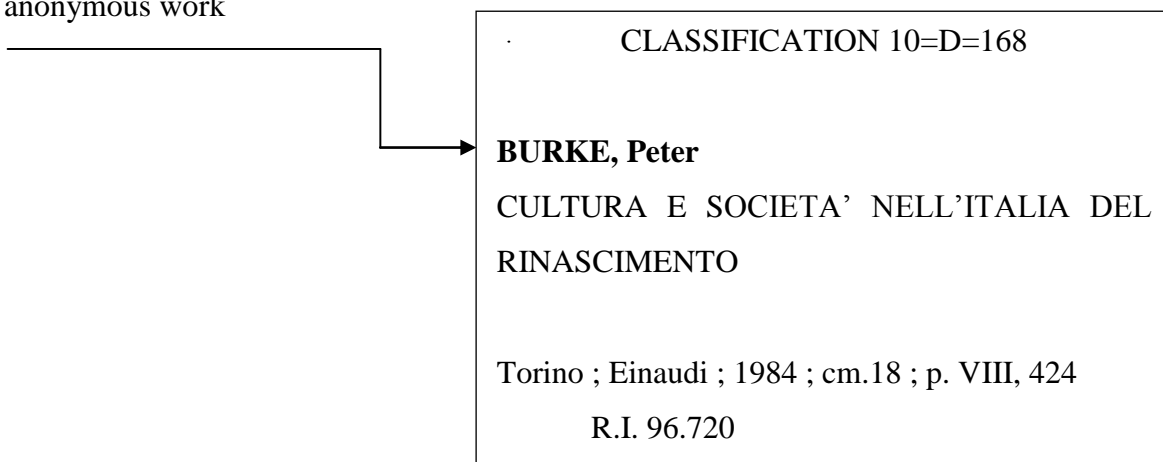 anonymous work
CLASSIFICATION 10=D=168
BURKE, Peter
CULTURA E SOCIETA’ NELL’ITALIA DEL
RINASCIMENTO
Torino ; Einaudi ; 1984 ; cm.18 ; p. VIII, 424
R.I. 96.720